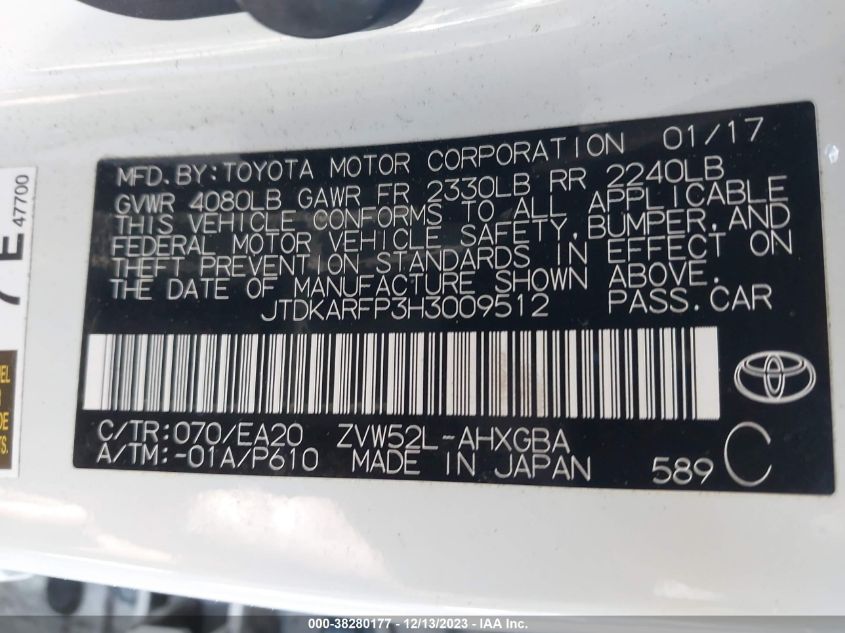 MFD. BY: TOYOTA MOTOR CORPORATION 01/17
GVWR 4080LB GAWR FR 2330LB RR 2240LB
THIS VEHICLE CONFORMS TO ALL APPLICABLE
FEDERAL MOTOR VEHICLE SAFETY, BUMPER, AND
THEFT PREVENTION STANDARDS IN EFFECT ON
THE DATE OF MANUFACTURE SHOWN ABOVE.
JTDKARFP3H3009512 PASS. CAR
C/TR: 070/EA20 ZVW52L-AHXGBA
A/TM: -01A/P610 MADE IN JAPAN 589 C
E
47700
000-38280177 - 12/13/2023 - IAAI.COM